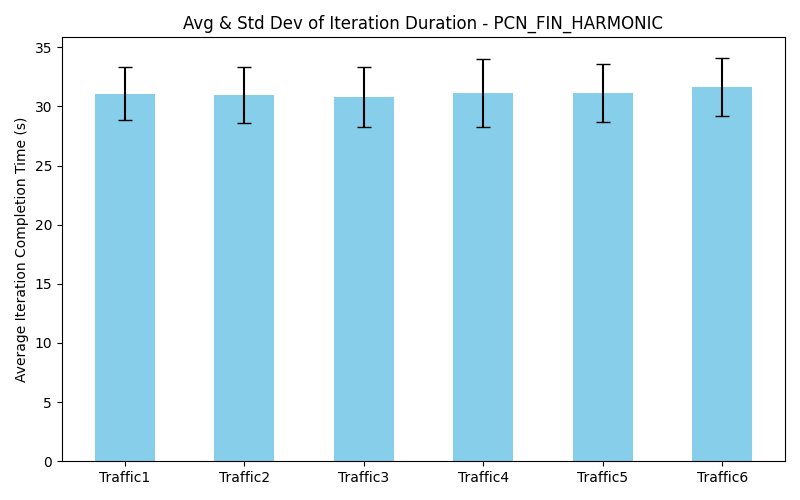 Avg & Std Dev of Iteration Duration - PCN_FIN_HARMONIC
Average Iteration Completion Time (s)
35
30
25
20
15
10
5
0
Traffic1 Traffic2 Traffic3 Traffic4 Traffic5 Traffic6